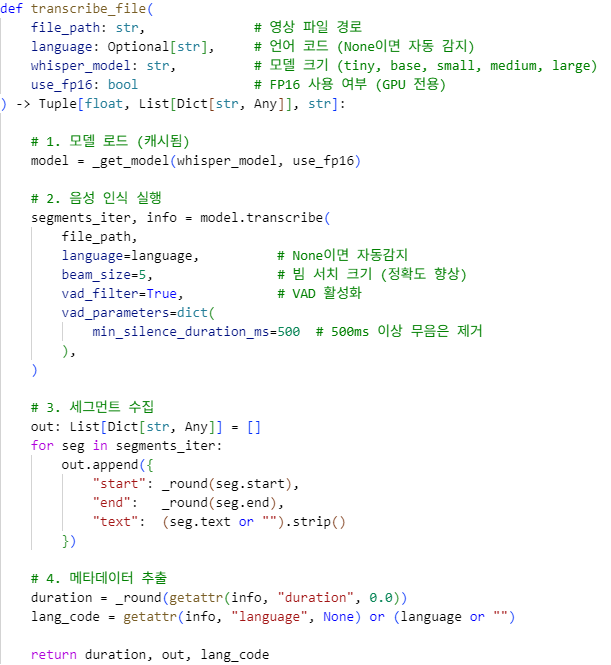 def transcribe_file(
    file_path: str,              # 영상 파일 경로
    language: Optional[str],     # 언어 코드 (None이면 자동 감지)
    whisper_model: str,          # 모델 크기 (tiny, base, small, medium, large)
    use_fp16: bool               # FP16 사용 여부 (GPU 전용)
) -> Tuple[float, List[Dict[str, Any]], str]:

    # 1. 모델 로드 (캐시됨)
    model = _get_model(whisper_model, use_fp16)

    # 2. 음성 인식 실행
    segments_iter, info = model.transcribe(
        file_path,
        language=language,          # None이면 자동감지
        beam_size=5,                # 빔 서치 크기 (정확도 향상)
        vad_filter=True,            # VAD 활성화
        vad_parameters=dict(
            min_silence_duration_ms=500  # 500ms 이상 무음은 제거
        ),
    )

    # 3. 세그먼트 수집
    out: List[Dict[str, Any]] = []
    for seg in segments_iter:
        out.append({
            "start": _round(seg.start),
            "end":   _round(seg.end),
            "text":  (seg.text or "").strip()
        })

    # 4. 메타데이터 추출
    duration = _round(getattr(info, "duration", 0.0))
    lang_code = getattr(info, "language", None) or (language or "")

    return duration, out, lang_code